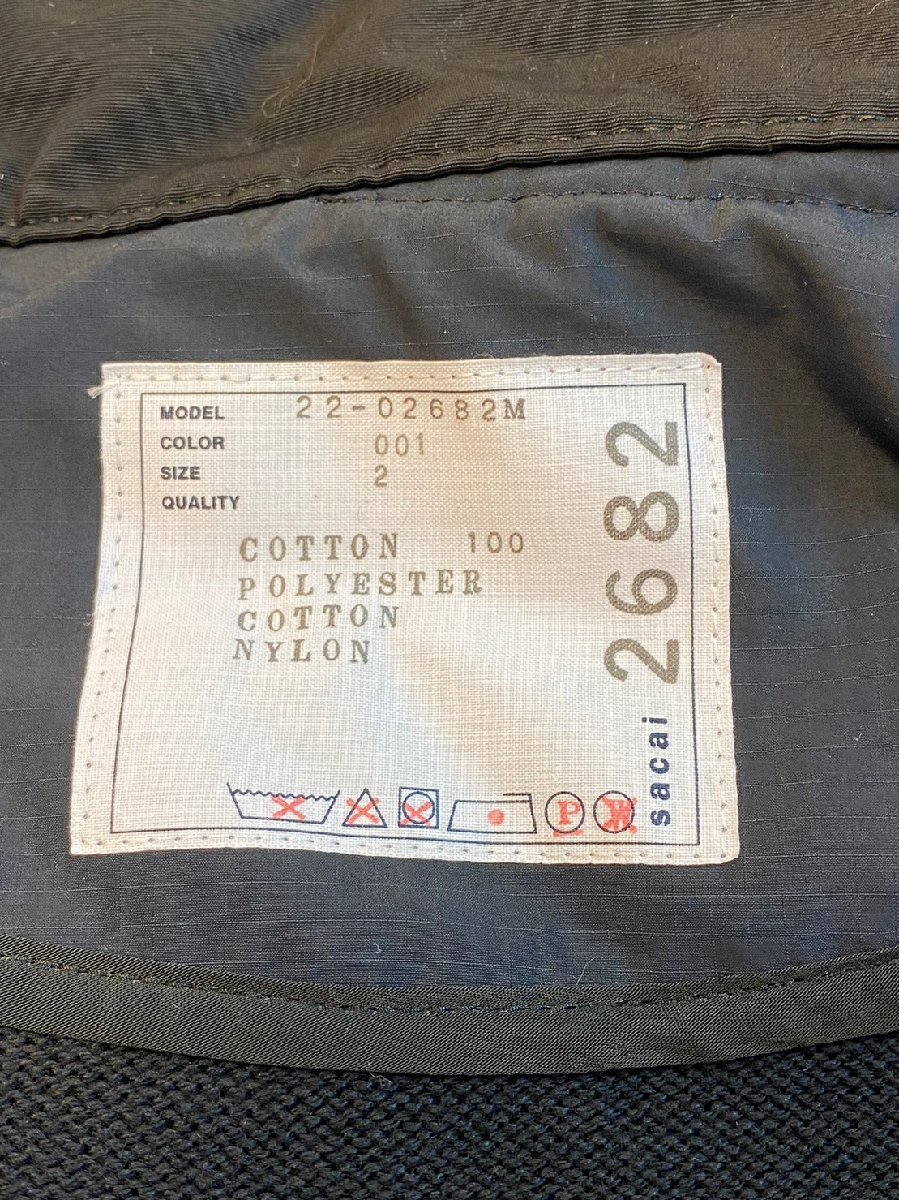 MODEL 22-02682M
COLOR 001
SIZE 2
QUALITY
COTTON 100
POLYESTER
COTTON
NYLON
P W
sacai 2682